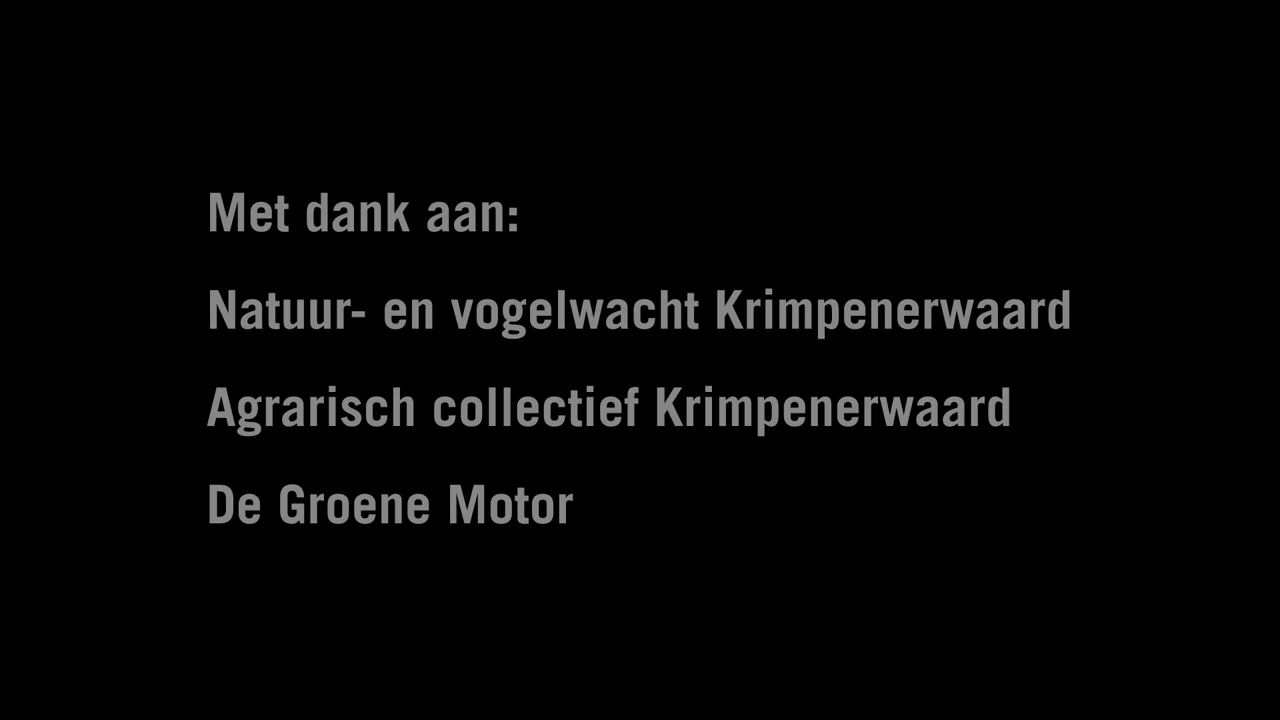 Met dank aan:
Natuur- en vogelwacht Krimpenerwaard
Agrarisch collectief Krimpenerwaard
De Groene Motor